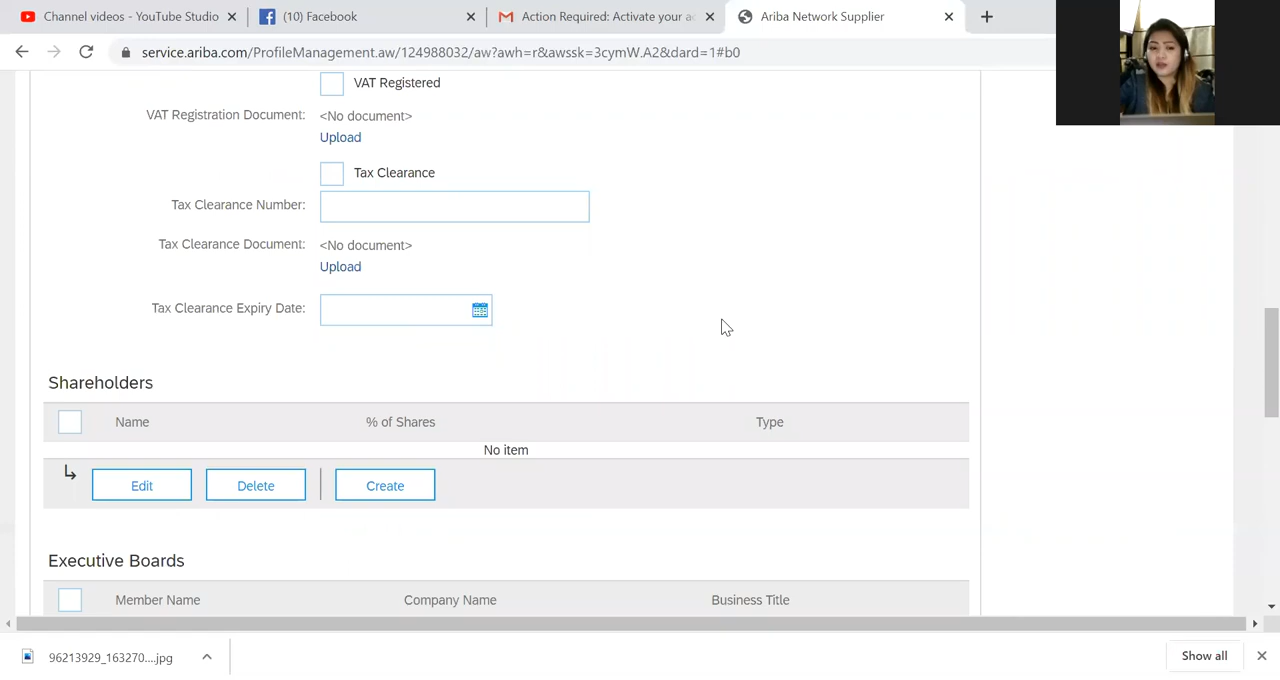 Channel videos - YouTube Studio
(10) Facebook
Action Required: Activate your ac
Ariba Network Supplier
service.ariba.com/ProfileManagement.aw/124988032/aw?awh=r&awssk=3cymW.A2&dard=1#b0
VAT Registered
VAT Registration Document: <No document>
Upload
Tax Clearance
Tax Clearance Number:
Tax Clearance Document: <No document>
Upload
Tax Clearance Expiry Date:
Shareholders
Name % of Shares Type
No item
Edit Delete Create
Executive Boards
Member Name Company Name Business Title
96213929_163270....jpg
Show all